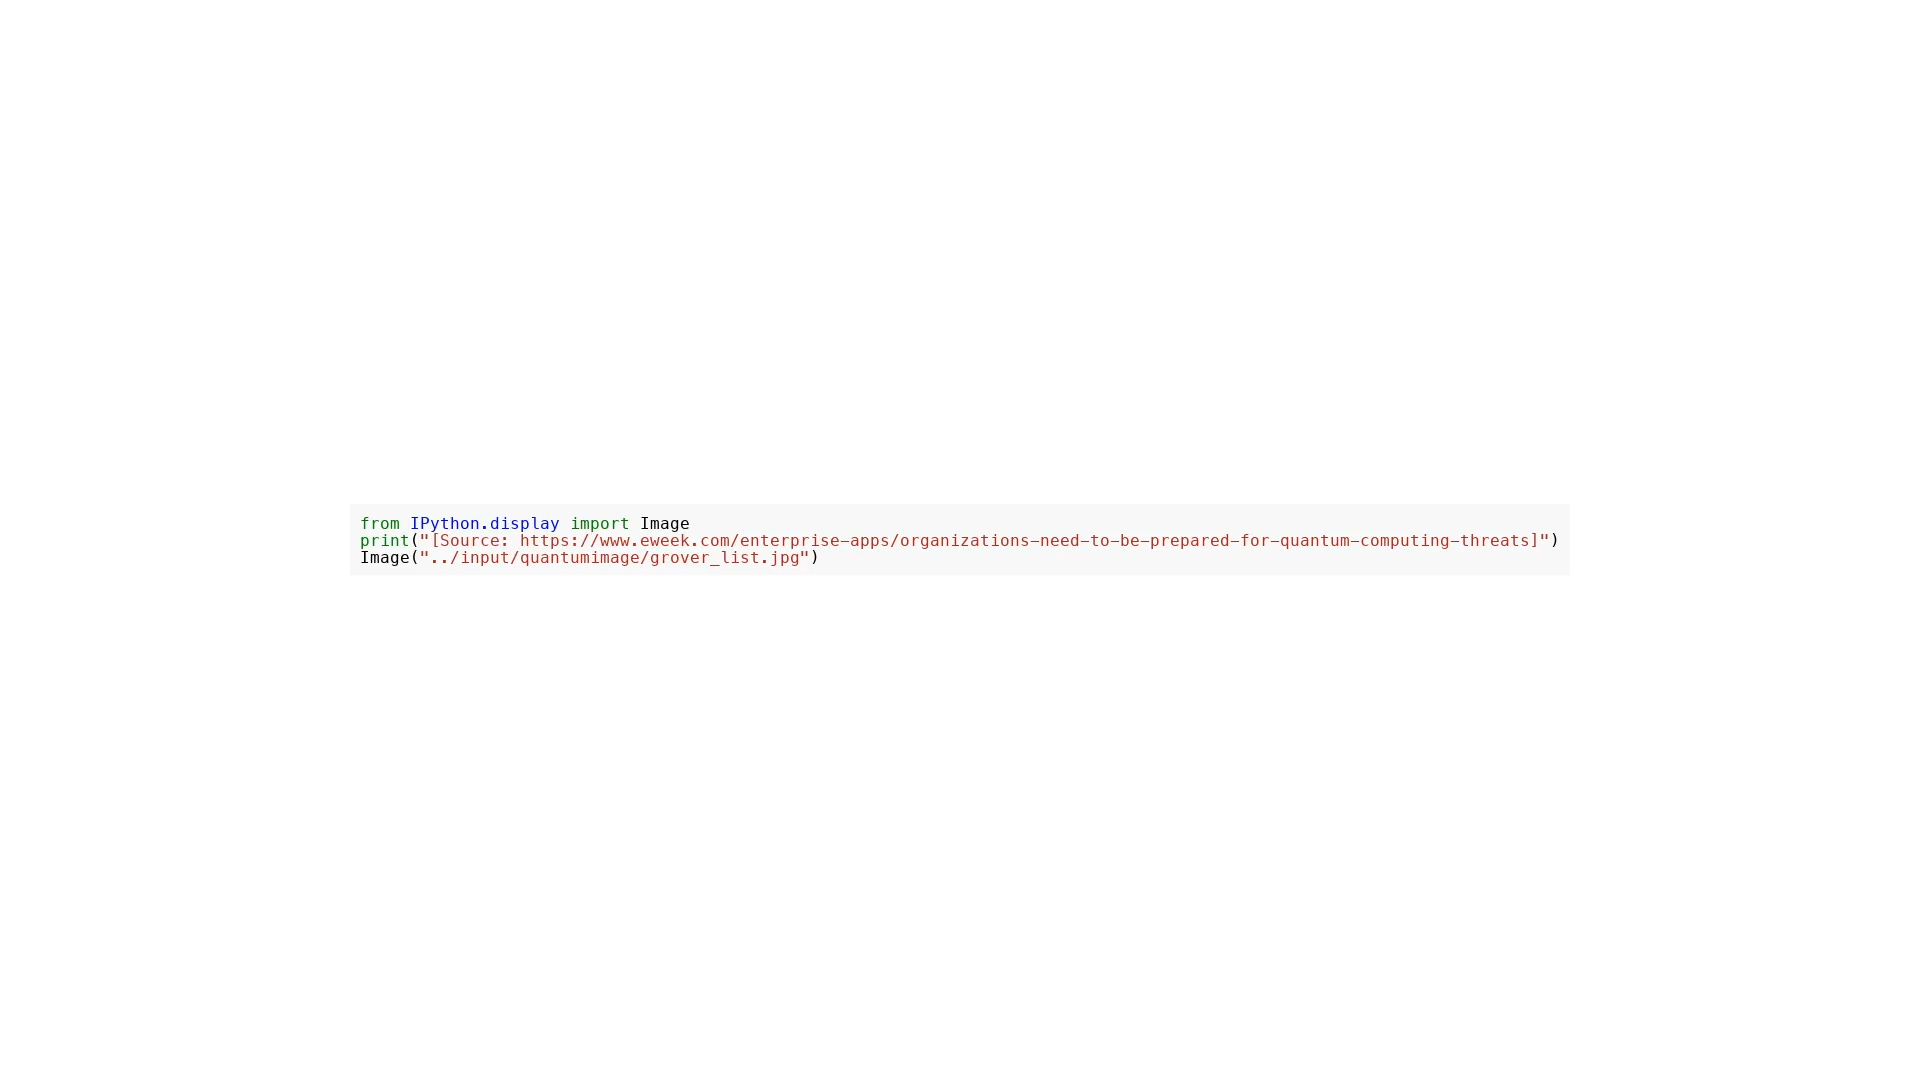 from IPython.display import Image
print("[Source: https://www.eweek.com/enterprise-apps/organizations-need-to-be-prepared-for-quantum-computing-threats]")
Image("../input/quantumimage/grover_list.jpg")